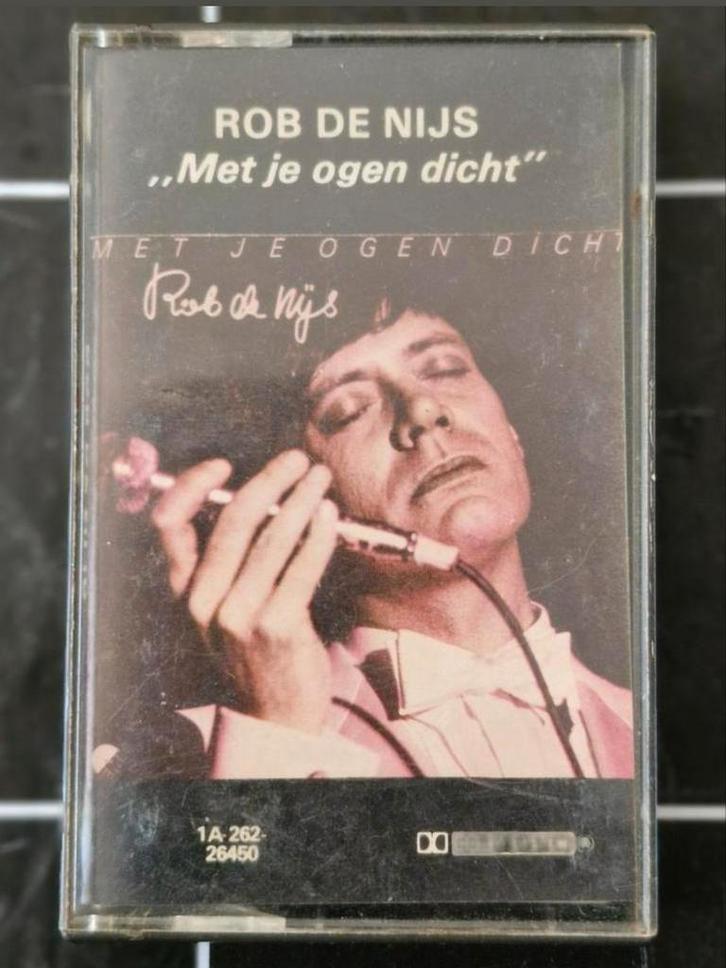 ROB DE NIJS
,,Met je ogen dicht”
MET JE OGEN DICHT
Rob de Nijs
1A-262-
26450